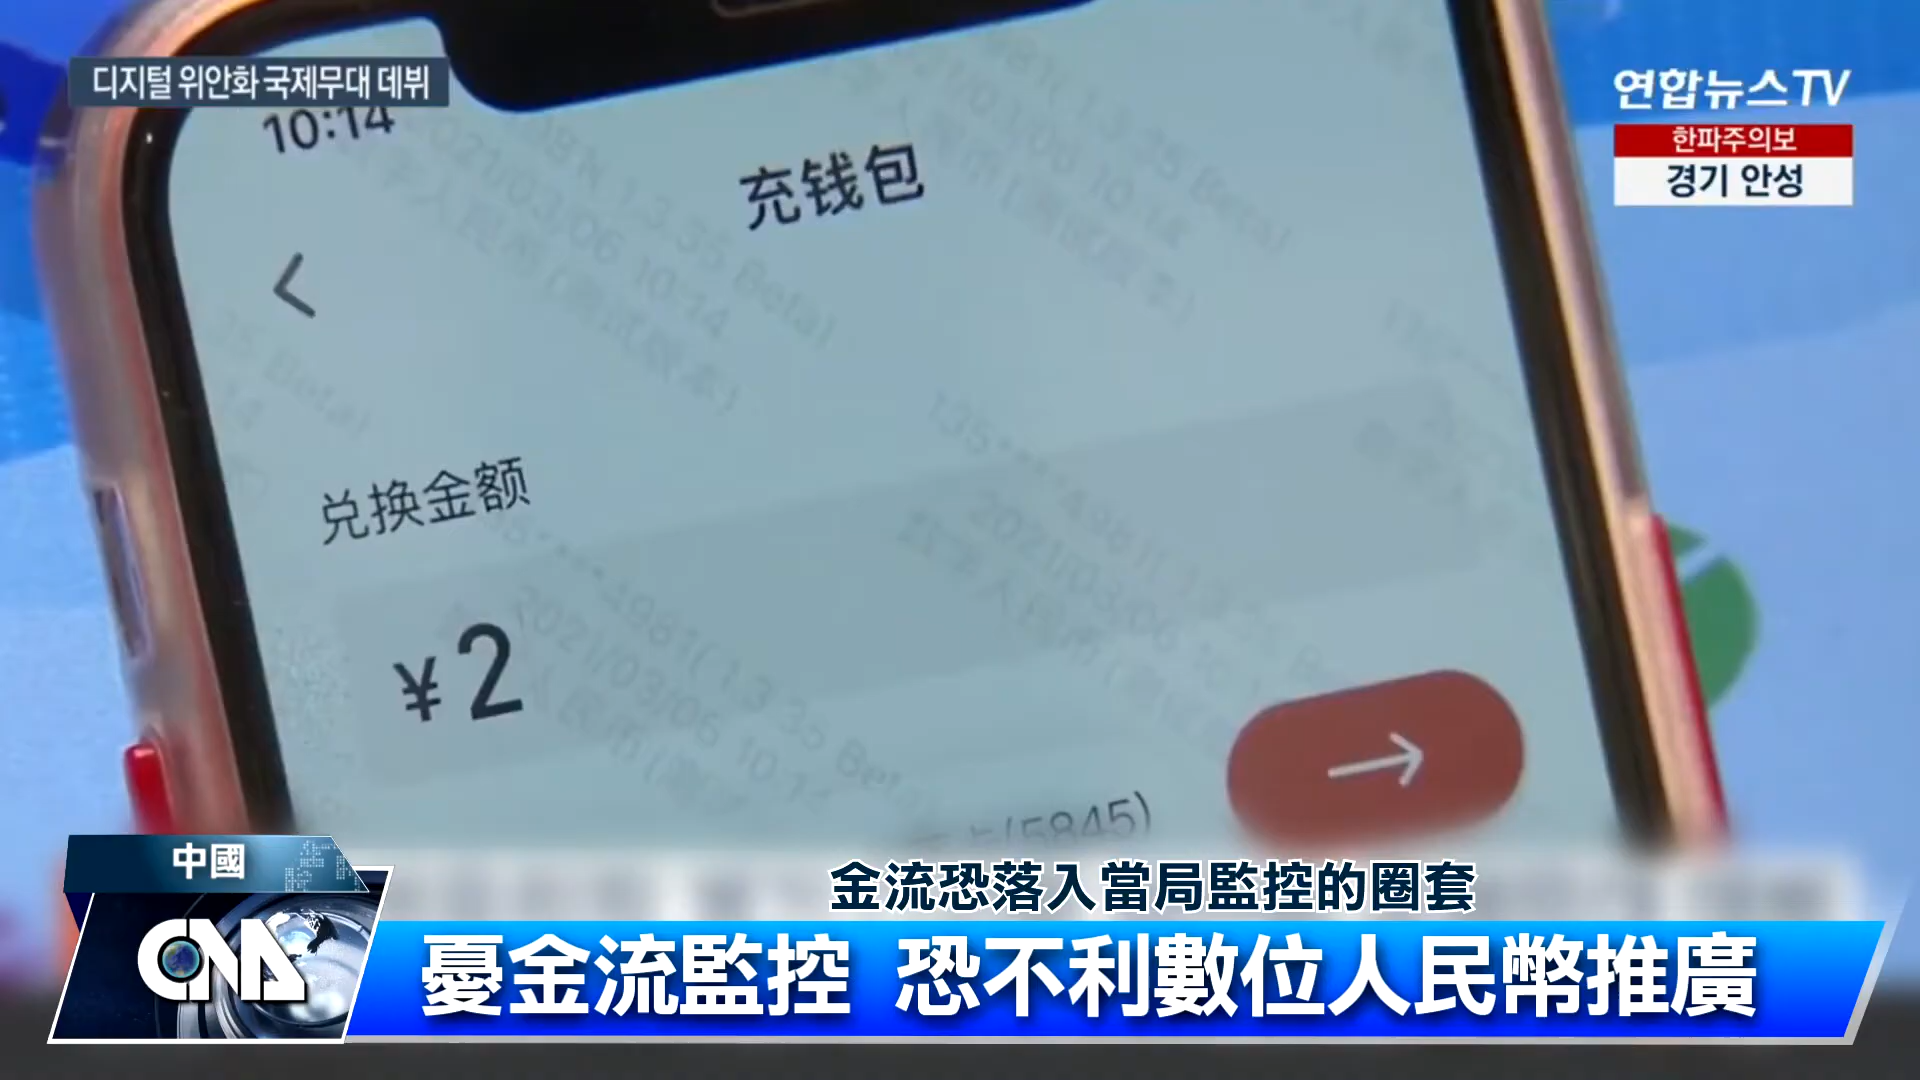 디지털 위안화 국제무대 데뷔
연합뉴스TV
한파주의보
경기 안성
10:14
充钱包
兑换金额
¥2
(5845)
中國
CNA
金流恐落入當局監控的圈套
憂金流監控 恐不利數位人民幣推廣